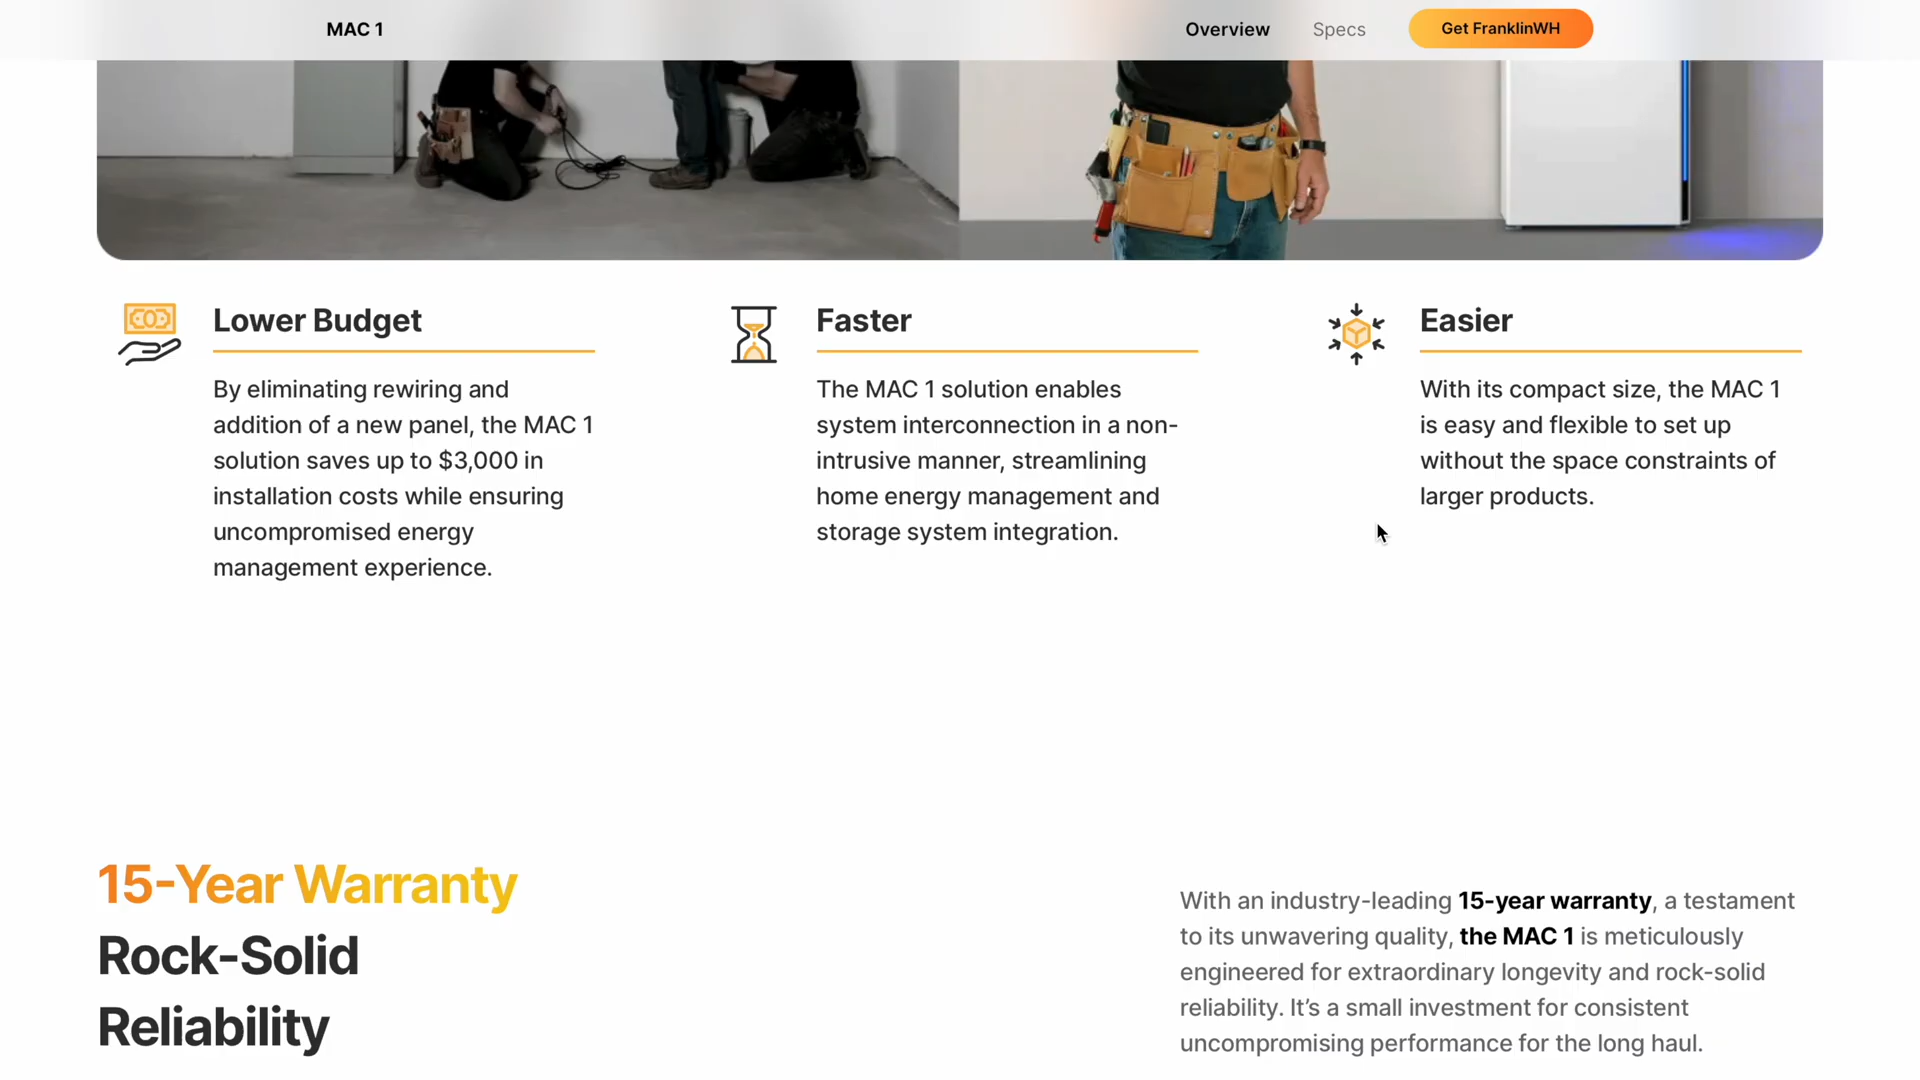 MAC 1
Overview
Specs
Get FranklinWH
Lower Budget
By eliminating rewiring and
addition of a new panel, the MAC 1
solution saves up to $3,000 in
installation costs while ensuring
uncompromised energy
management experience.
Faster
The MAC 1 solution enables
system interconnection in a non-
intrusive manner, streamlining
home energy management and
storage system integration.
Easier
With its compact size, the MAC 1
is easy and flexible to set up
without the space constraints of
larger products.
15-Year Warranty
Rock-Solid
Reliability
With an industry-leading 15-year warranty, a testament
to its unwavering quality, the MAC 1 is meticulously
engineered for extraordinary longevity and rock-solid
reliability. It’s a small investment for consistent
uncompromising performance for the long haul.